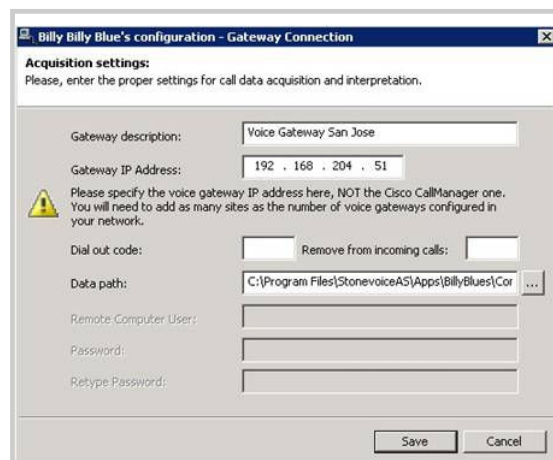 Billy Billy Blue's configuration - Gateway Connection
Acquisition settings:
Please, enter the proper settings for call data acquisition and interpretation.
Gateway description: Voice Gateway San Jose
Gateway IP Address: 192 . 168 . 204 . 51
Please specify the voice gateway IP address here, NOT the Cisco CallManager one.
You will need to add as many sites as the number of voice gateways configured in
your network.
Dial out code: Remove from incoming calls:
Data path: C:\Program Files\StonevoiceAS\Apps\BillyBlues\Cor ...
Remote Computer User:
Password:
Retype Password:
Save Cancel